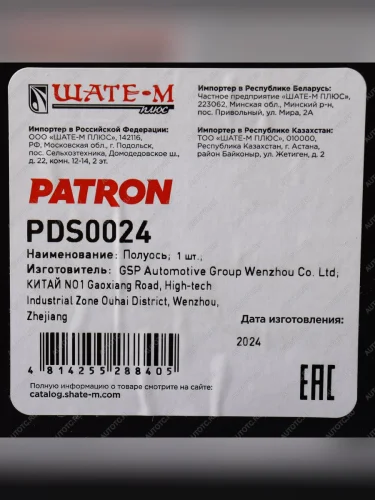 ШАТЕ-М
ПЛЮС
Импортер в Российской Федерации:
ООО «ШАТЕ-М ПЛЮС», 142116,
РФ, Московская обл., г. Подольск,
пос. Сельхозтехника, Домодедовское ш.,
д. 22, комн. 12-14, 2 эт.
Импортер в Республике Беларусь:
Частное предприятие «ШАТЕ-М ПЛЮС»,
223062, Минская обл., Минский р-н,
пос. Привольный, ул. Мира, 2А
Импортер в Республике Казахстан:
ТОО «ШАТЕ-М ПЛЮС», 010000,
Республика Казахстан, г. Астана,
район Байконыр, ул. Жетиген, д. 2
PATRON
PDS0024
Наименование: Полуось; 1 шт.;
Изготовитель: GSP Automotive Group Wenzhou Co. Ltd;
КИТАЙ NO1 Gaoxiang Road, High-tech
Industrial Zone Ouhai District, Wenzhou,
Zhejiang
Дата изготовления:
2024
4 814255 288405
EAC
Полную информацию о товаре смотрите на сайте:
catalog.shate-m.com